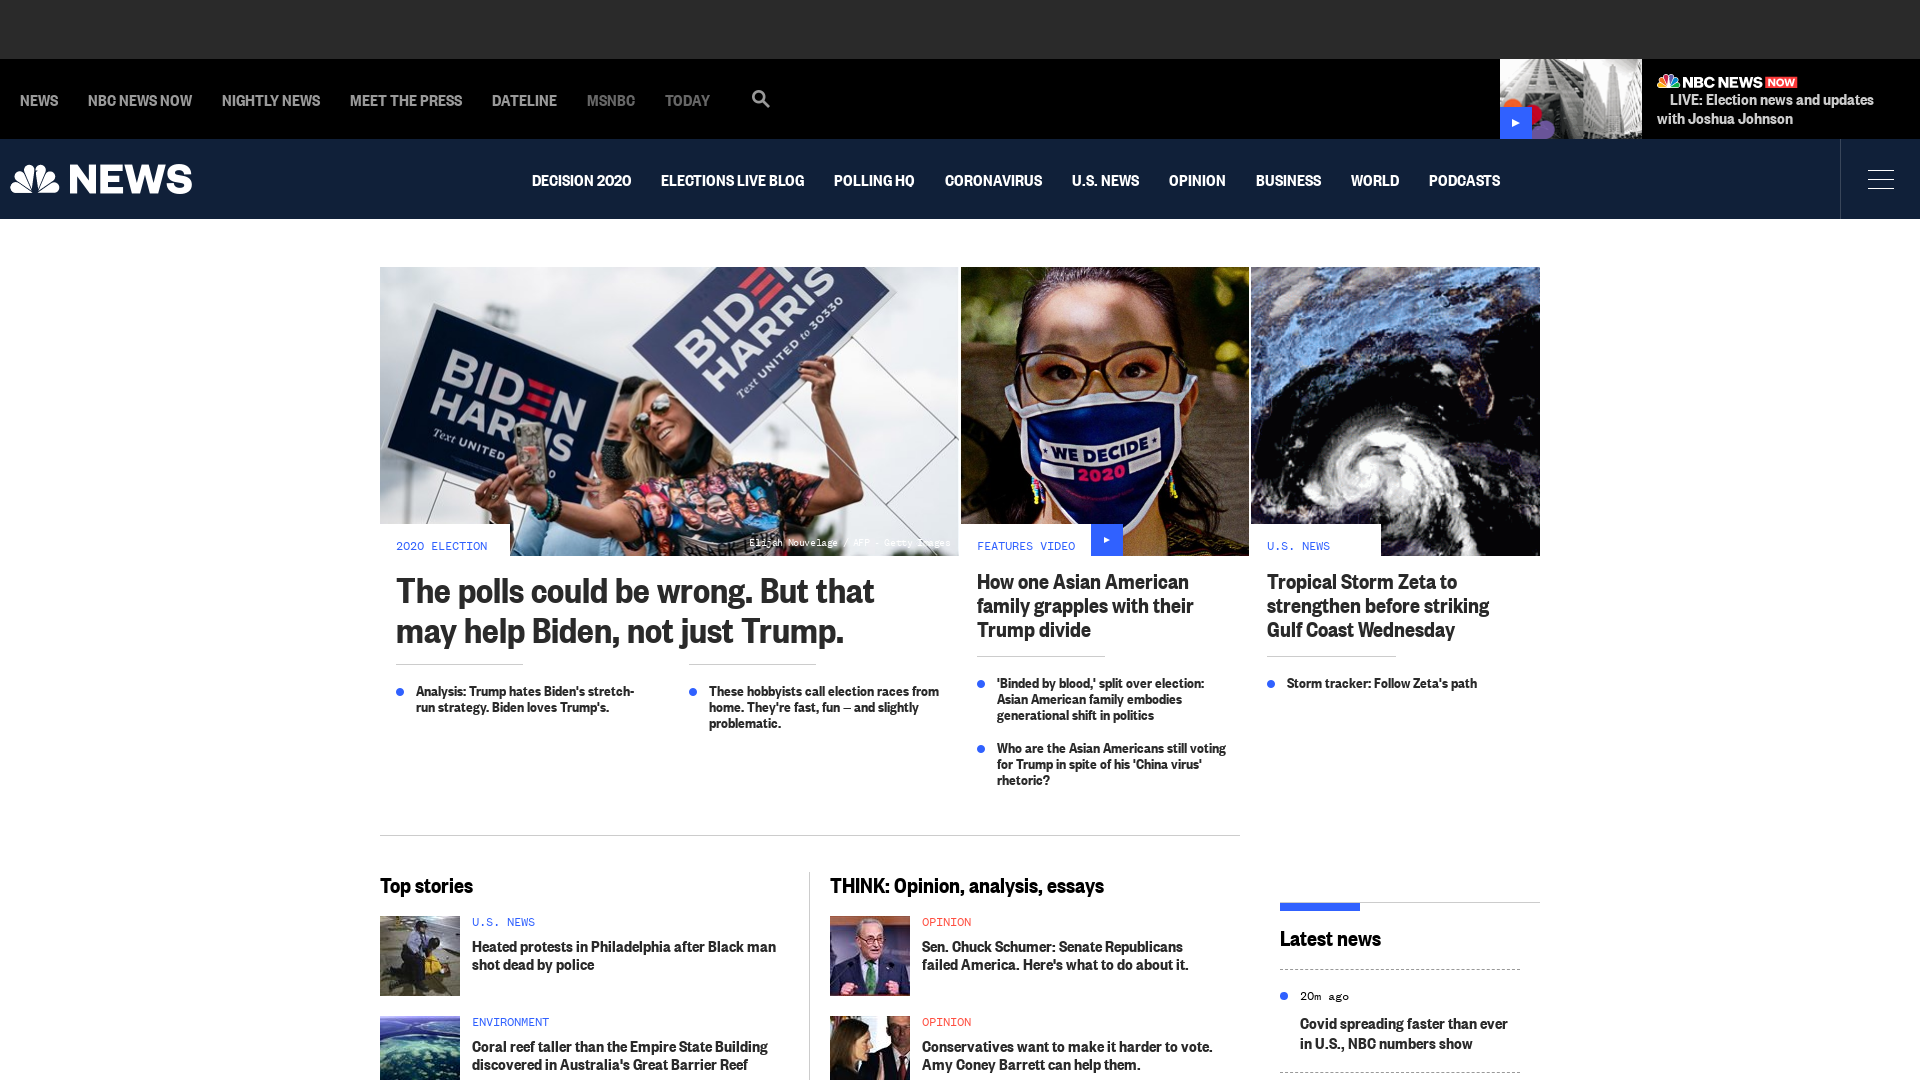 NEWS
NBC NEWS NOW
NIGHTLY NEWS
MEET THE PRESS
DATELINE
MSNBC
TODAY
NBC NEWS NOW
LIVE: Election news and updates
with Joshua Johnson
NEWS
DECISION 2020
ELECTIONS LIVE BLOG
POLLING HQ
CORONAVIRUS
U.S. NEWS
OPINION
BUSINESS
WORLD
PODCASTS
BIDEN
HARRIS
Text UNITED
BIDEN
HARRIS
Text UNITED to 30330
Elijah Nouvelage / AFP - Getty Images
2020 ELECTION
The polls could be wrong. But that
may help Biden, not just Trump.
Analysis: Trump hates Biden's stretch-
run strategy. Biden loves Trump's.
These hobbyists call election races from
home. They're fast, fun — and slightly
problematic.
WE DECIDE
2020
FEATURES VIDEO
How one Asian American
family grapples with their
Trump divide
'Binded by blood,' split over election:
Asian American family embodies
generational shift in politics
Who are the Asian Americans still voting
for Trump in spite of his 'China virus'
rhetoric?
U.S. NEWS
Tropical Storm Zeta to
strengthen before striking
Gulf Coast Wednesday
Storm tracker: Follow Zeta's path
Top stories
U.S. NEWS
Heated protests in Philadelphia after Black man
shot dead by police
ENVIRONMENT
Coral reef taller than the Empire State Building
discovered in Australia's Great Barrier Reef
THINK: Opinion, analysis, essays
OPINION
Sen. Chuck Schumer: Senate Republicans
failed America. Here's what to do about it.
OPINION
Conservatives want to make it harder to vote.
Amy Coney Barrett can help them.
Latest news
20m ago
Covid spreading faster than ever
in U.S., NBC numbers show